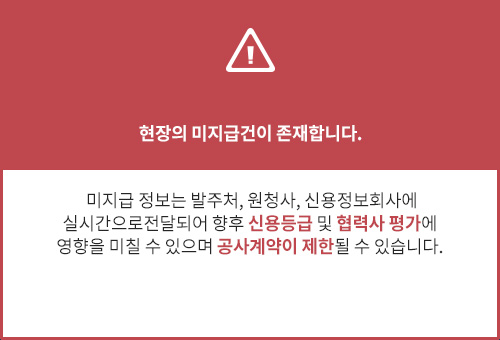 현장의 미지급건이 존재합니다.
미지급 정보는 발주처, 원청사, 신용정보회사에
실시간으로전달되어 향후 신용등급 및 협력사 평가에
영향을 미칠 수 있으며 공사계약이 제한될 수 있습니다.